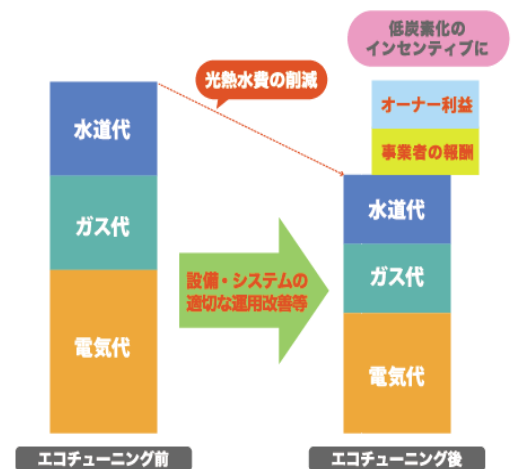 低炭素化の
インセンティブに
光熱水費の削減
オーナー利益
事業者の報酬
水道代
ガス代
電気代
設備・システムの
適切な運用改善等
水道代
ガス代
電気代
エコチューニング前
エコチューニング後